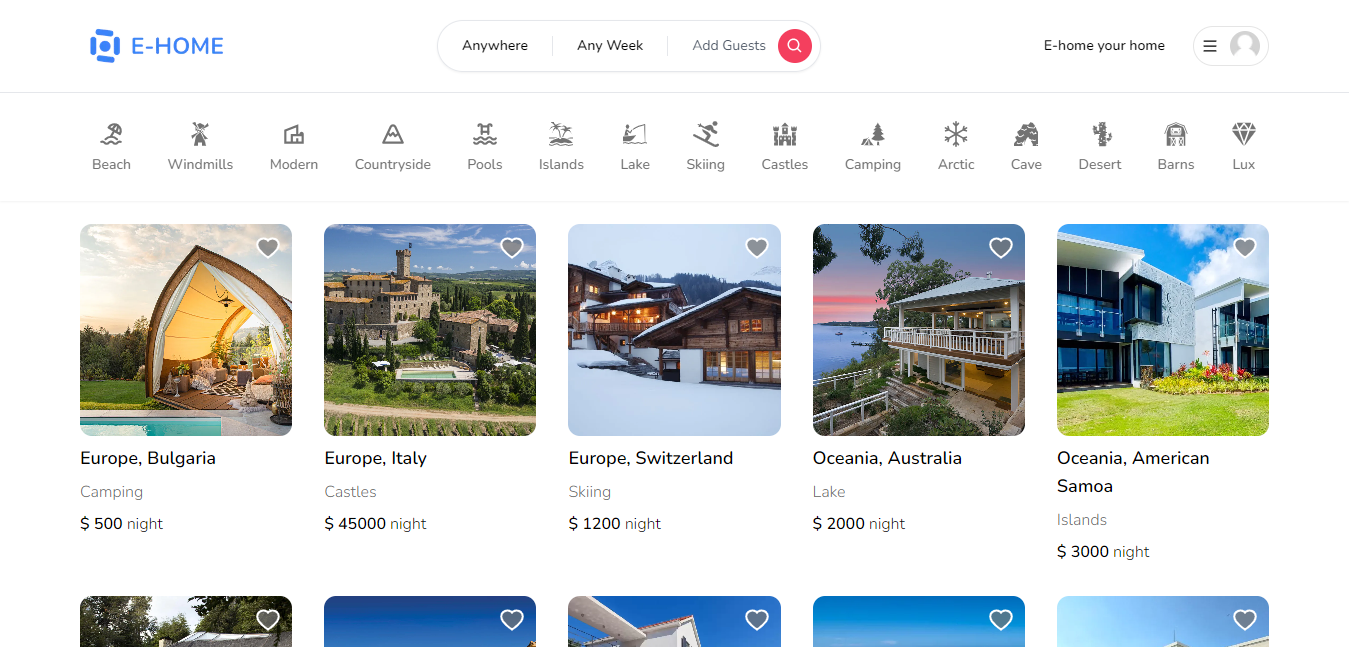 E-HOME
Anywhere
Any Week
Add Guests
E-home your home
Beach
Windmills
Modern
Countryside
Pools
Islands
Lake
Skiing
Castles
Camping
Arctic
Cave
Desert
Barns
Lux
Europe, Bulgaria
Camping
$ 500 night
Europe, Italy
Castles
$ 45000 night
Europe, Switzerland
Skiing
$ 1200 night
Oceania, Australia
Lake
$ 2000 night
Oceania, American
Samoa
Islands
$ 3000 night